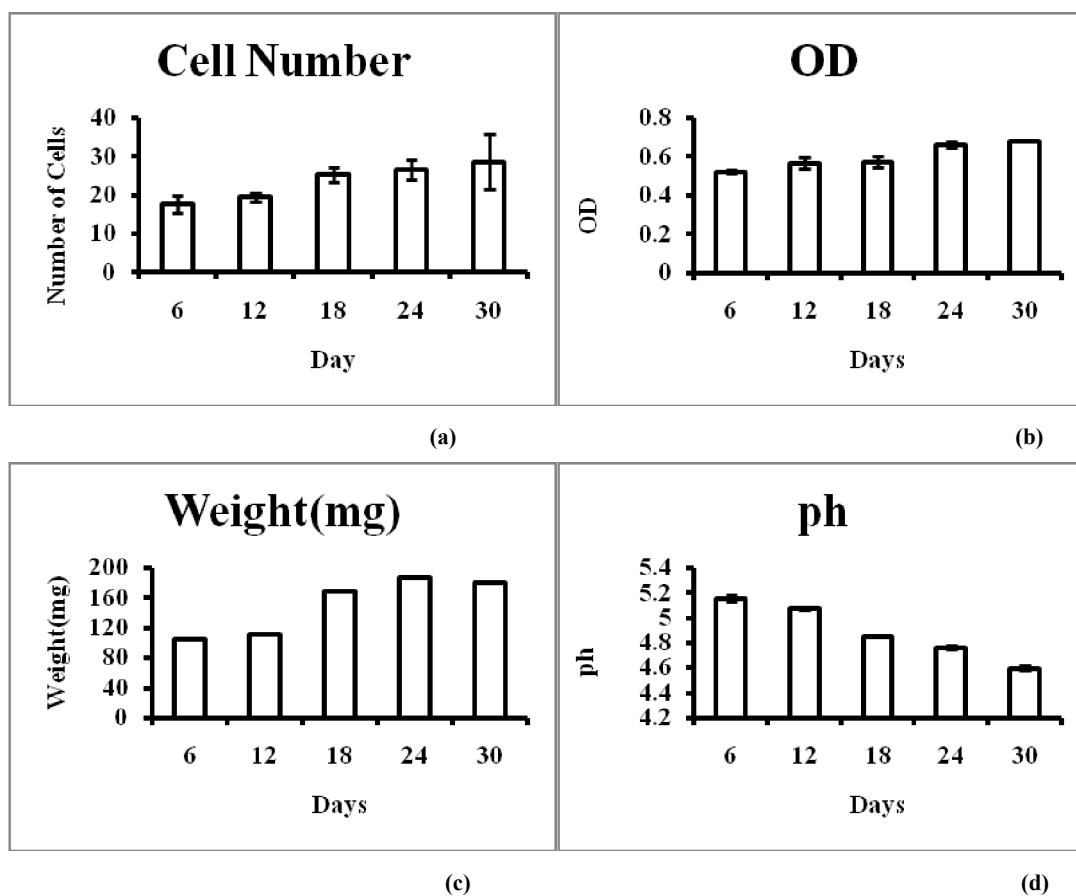 Cell Number
Number of Cells
40
30
20
10
0
6 12 18 24 30
Day
(a)
OD
OD
0.8
0.6
0.4
0.2
0
6 12 18 24 30
Days
(b)
Weight(mg)
Weight(mg)
200
160
120
80
40
0
6 12 18 24 30
Days
(c)
ph
ph
5.4
5.2
5
4.8
4.6
4.4
4.2
6 12 18 24 30
Days
(d)